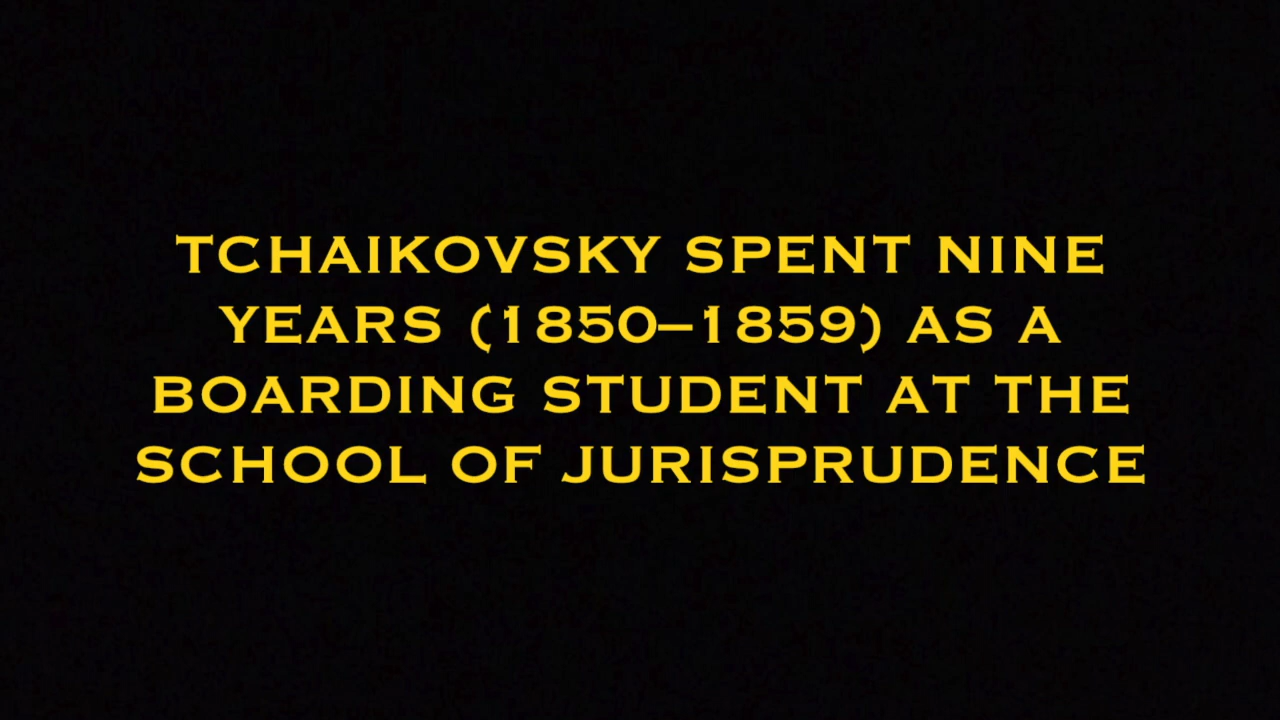 TCHAIKOVSKY SPENT NINE
YEARS (1850–1859) AS A
BOARDING STUDENT AT THE
SCHOOL OF JURISPRUDENCE